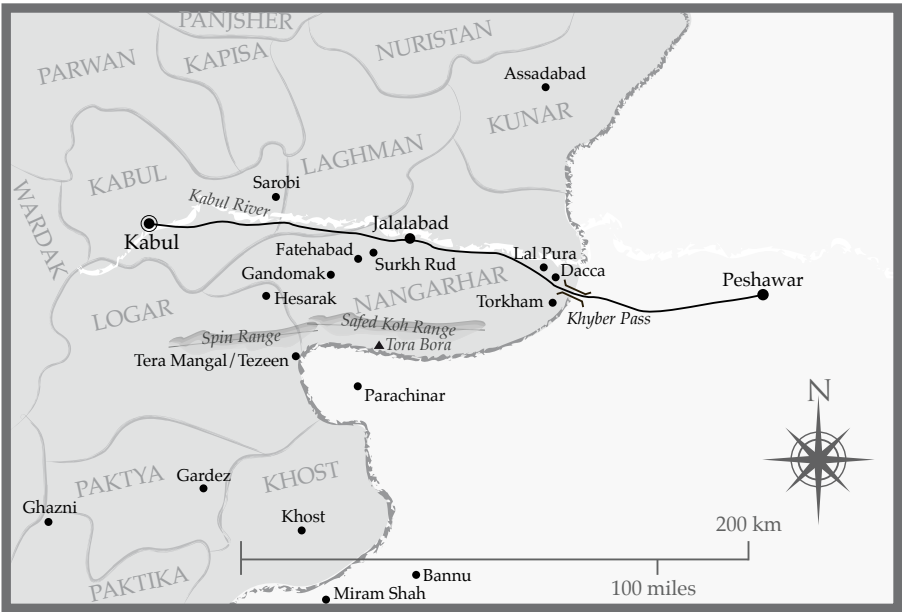 PANJSHER
PARWAN
KAPISA
NURISTAN
Assadabad
KUNAR
LAGHMAN
KABUL
Sarobi
WARDAK
Kabul River
Jalalabad
Kabul
Fatehabad
Surkh Rud
Lal Pura
Dacca
Gandomak
Peshawar
NANGARHAR
Hesarak
Torkham
LOGAR
Khyber Pass
Safed Koh Range
Spin Range
Tora Bora
Tera Mangal/Tezeen
Parachinar
N
PAKTYA
Gardez
KHOST
Ghazni
Khost
200 km
PAKTIKA
Bannu
100 miles
Miram Shah